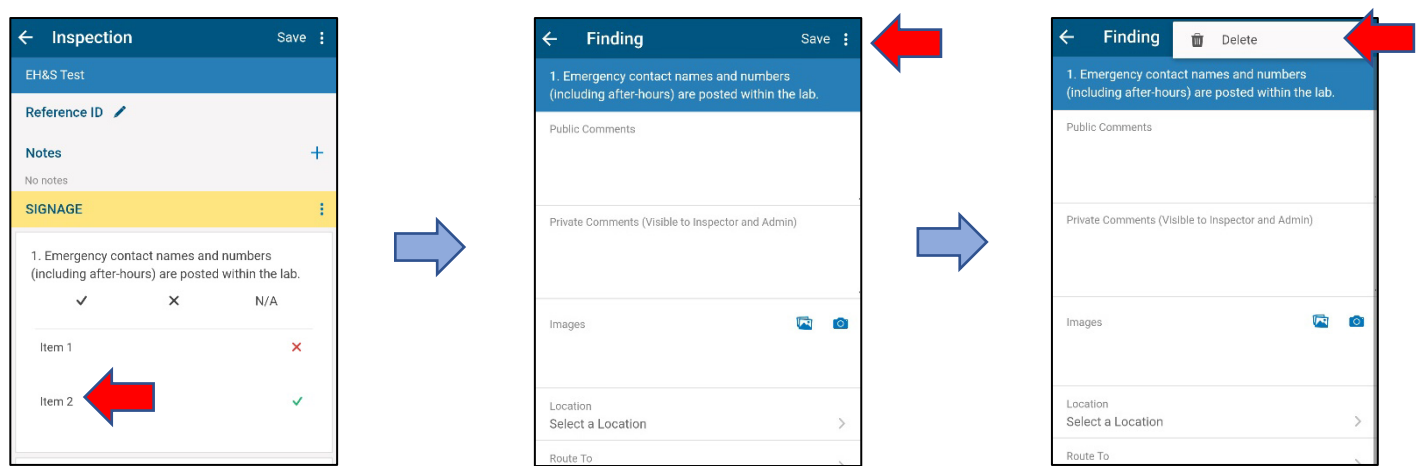 Inspection
Save
EH&S Test
Reference ID
Notes
No notes
SIGNAGE
1. Emergency contact names and numbers
(including after-hours) are posted within the lab.
N/A
Item 1
Item 2
Finding
Save
1. Emergency contact names and numbers
(including after-hours) are posted within the lab.
Public Comments
Private Comments (Visible to Inspector and Admin)
Images
Location
Select a Location
Route To
Finding
Delete
1. Emergency contact names and numbers
(including after-hours) are posted within the lab.
Public Comments
Private Comments (Visible to Inspector and Admin)
Images
Location
Select a Location
Route To